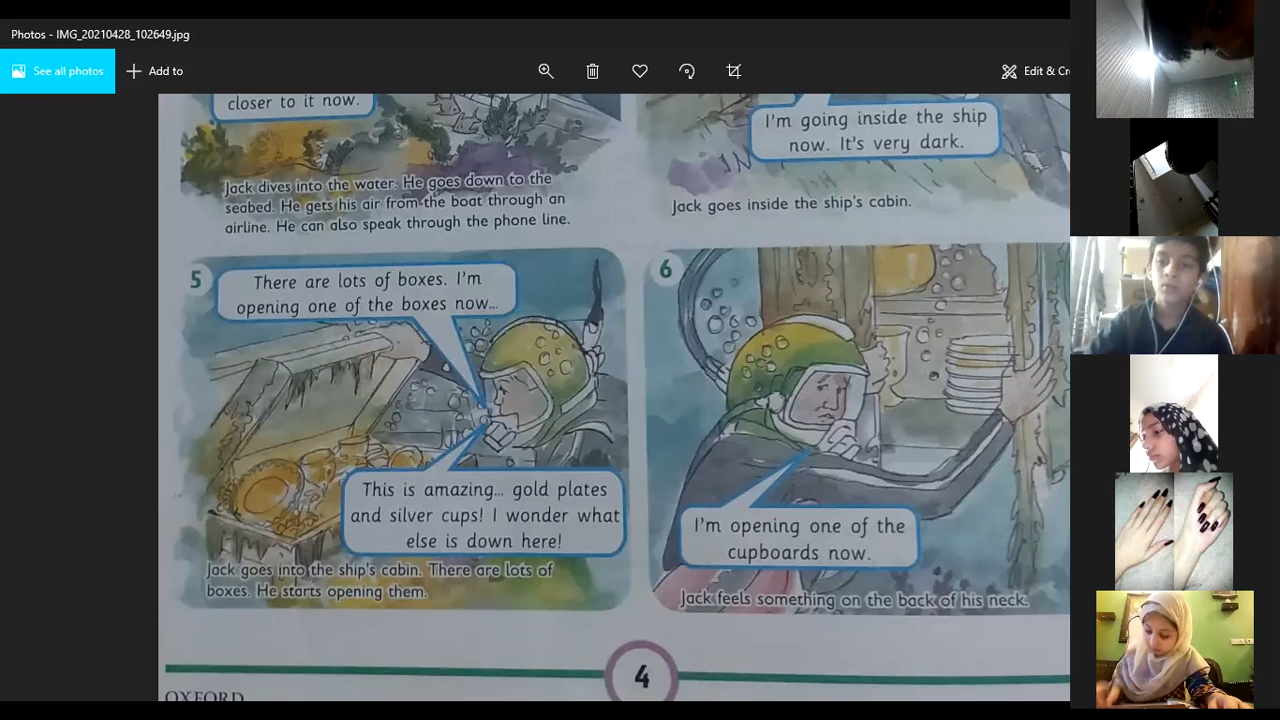 Photos - IMG_20210428_102649.jpg
See all photos
Add to
Edit & Cr
closer to it now.
Jack dives into the water. He goes down to the
seabed. He gets his air from the boat through an
airline. He can also speak through the phone line.
I'm going inside the ship
now. It's very dark.
Jack goes inside the ship's cabin.
5
There are lots of boxes. I'm
opening one of the boxes now...
This is amazing... gold plates
and silver cups! I wonder what
else is down here!
Jack goes into the ship's cabin. There are lots of
boxes. He starts opening them.
6
I'm opening one of the
cupboards now.
Jack feels something on the back of his neck.
4
OXFORD